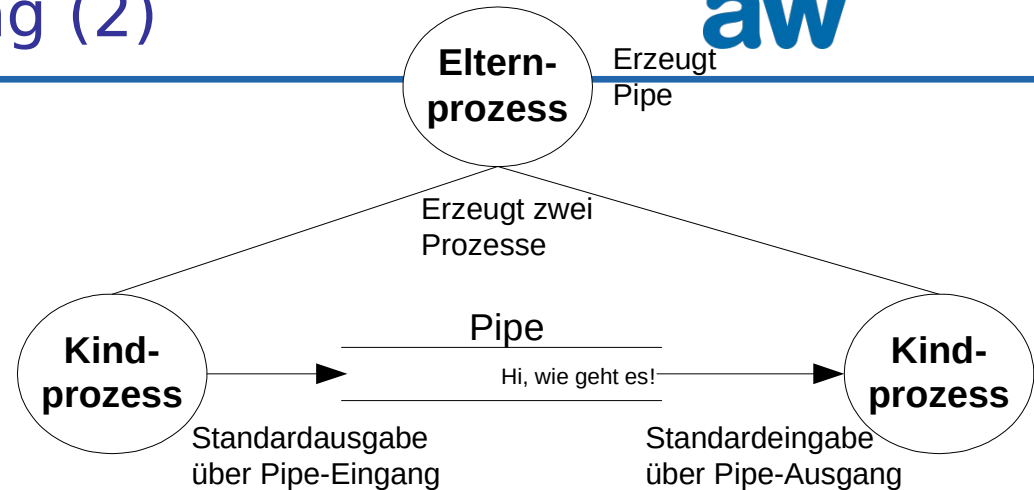 ng (2)
aw
Eltern-
prozess
Erzeugt
Pipe
Erzeugt zwei
Prozesse
Kind-
prozess
Pipe
Hi, wie geht es!
Kind-
prozess
Standardausgabe
über Pipe-Eingang
Standardeingabe
über Pipe-Ausgang